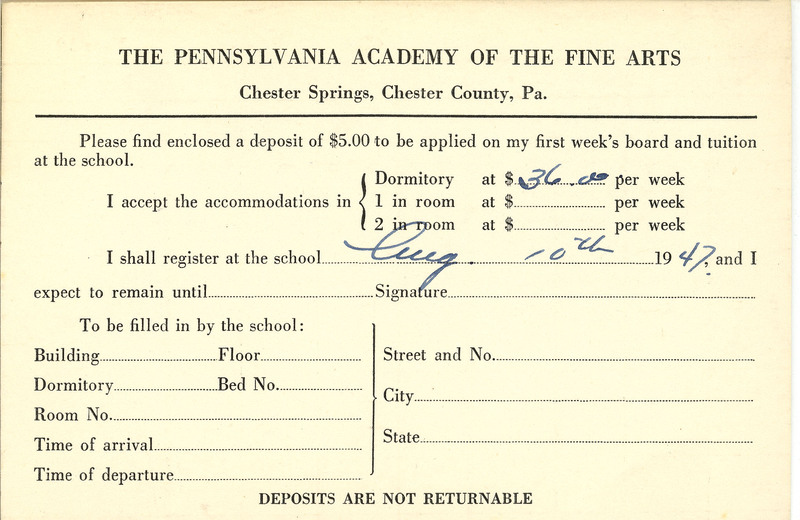 THE PENNSYLVANIA ACADEMY OF THE FINE ARTS
Chester Springs, Chester County, Pa.
Please find enclosed a deposit of $5.00 to be applied on my first week's board and tuition
at the school.
I accept the accommodations in
Dormitory at $ 36.00 per week
1 in room at $ per week
2 in room at $ per week
I shall register at the school Aug. 10th 1947, and I
expect to remain until Signature
To be filled in by the school:
Building Floor
Dormitory Bed No.
Room No.
Time of arrival
Time of departure
Street and No.
City
State
DEPOSITS ARE NOT RETURNABLE